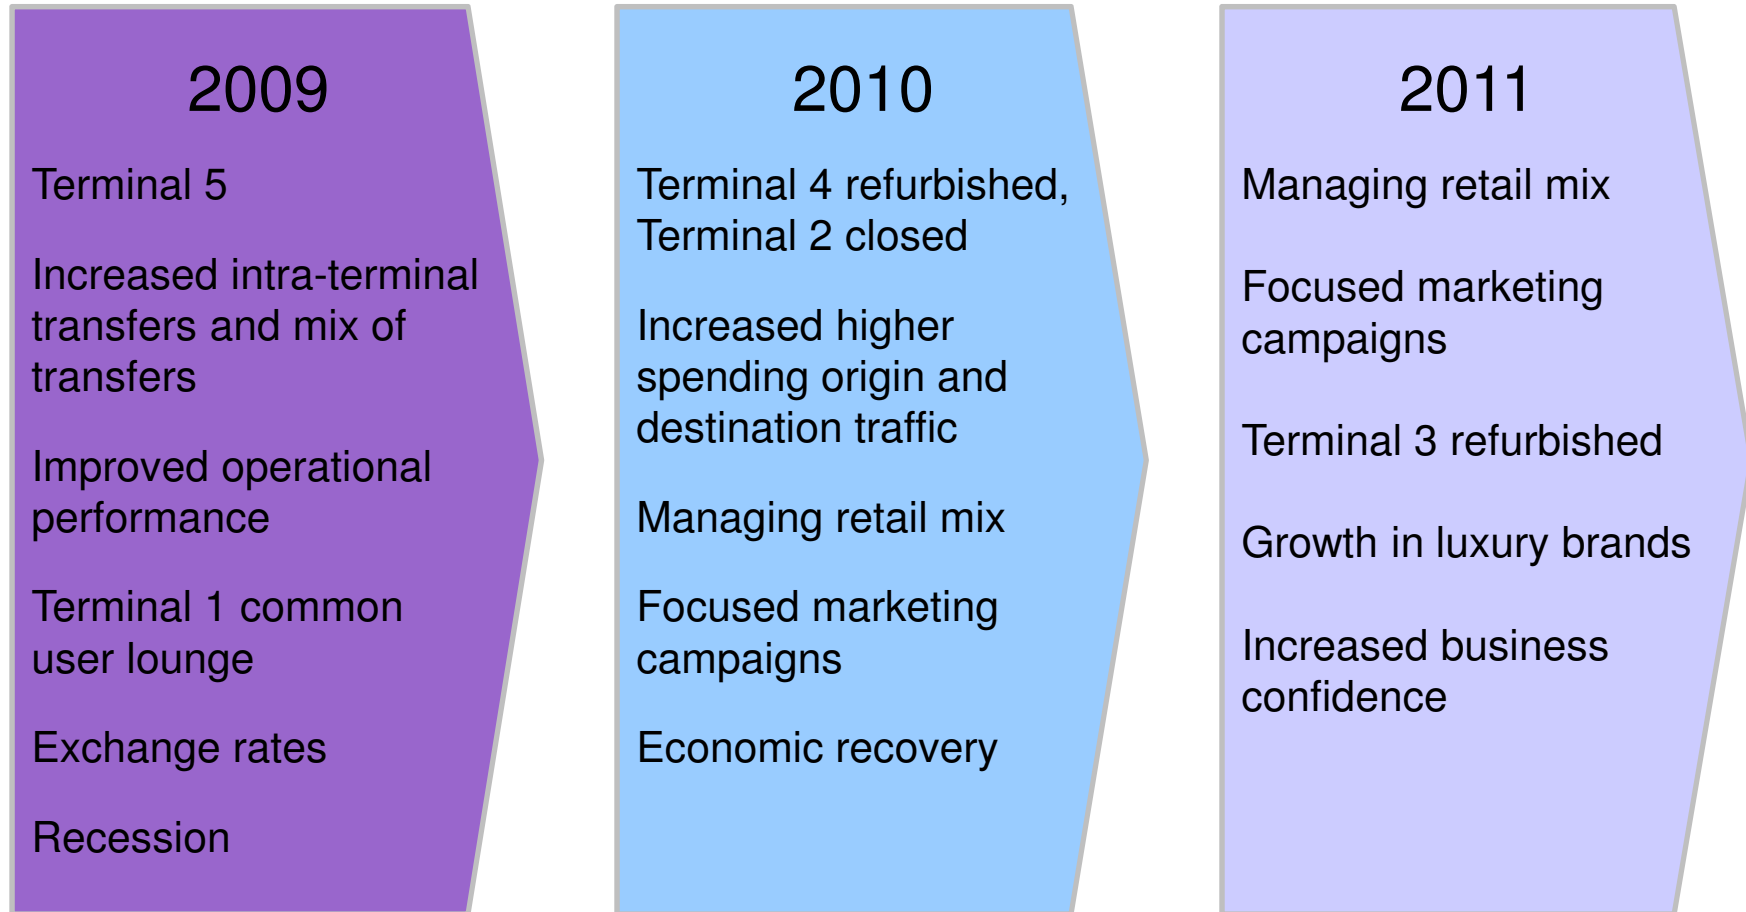 2009
Terminal 5
Increased intra-terminal
transfers and mix of
transfers
Improved operational
performance
Terminal 1 common
user lounge
Exchange rates
Recession
2010
Terminal 4 refurbished,
Terminal 2 closed
Increased higher
spending origin and
destination traffic
Managing retail mix
Focused marketing
campaigns
Economic recovery
2011
Managing retail mix
Focused marketing
campaigns
Terminal 3 refurbished
Growth in luxury brands
Increased business
confidence